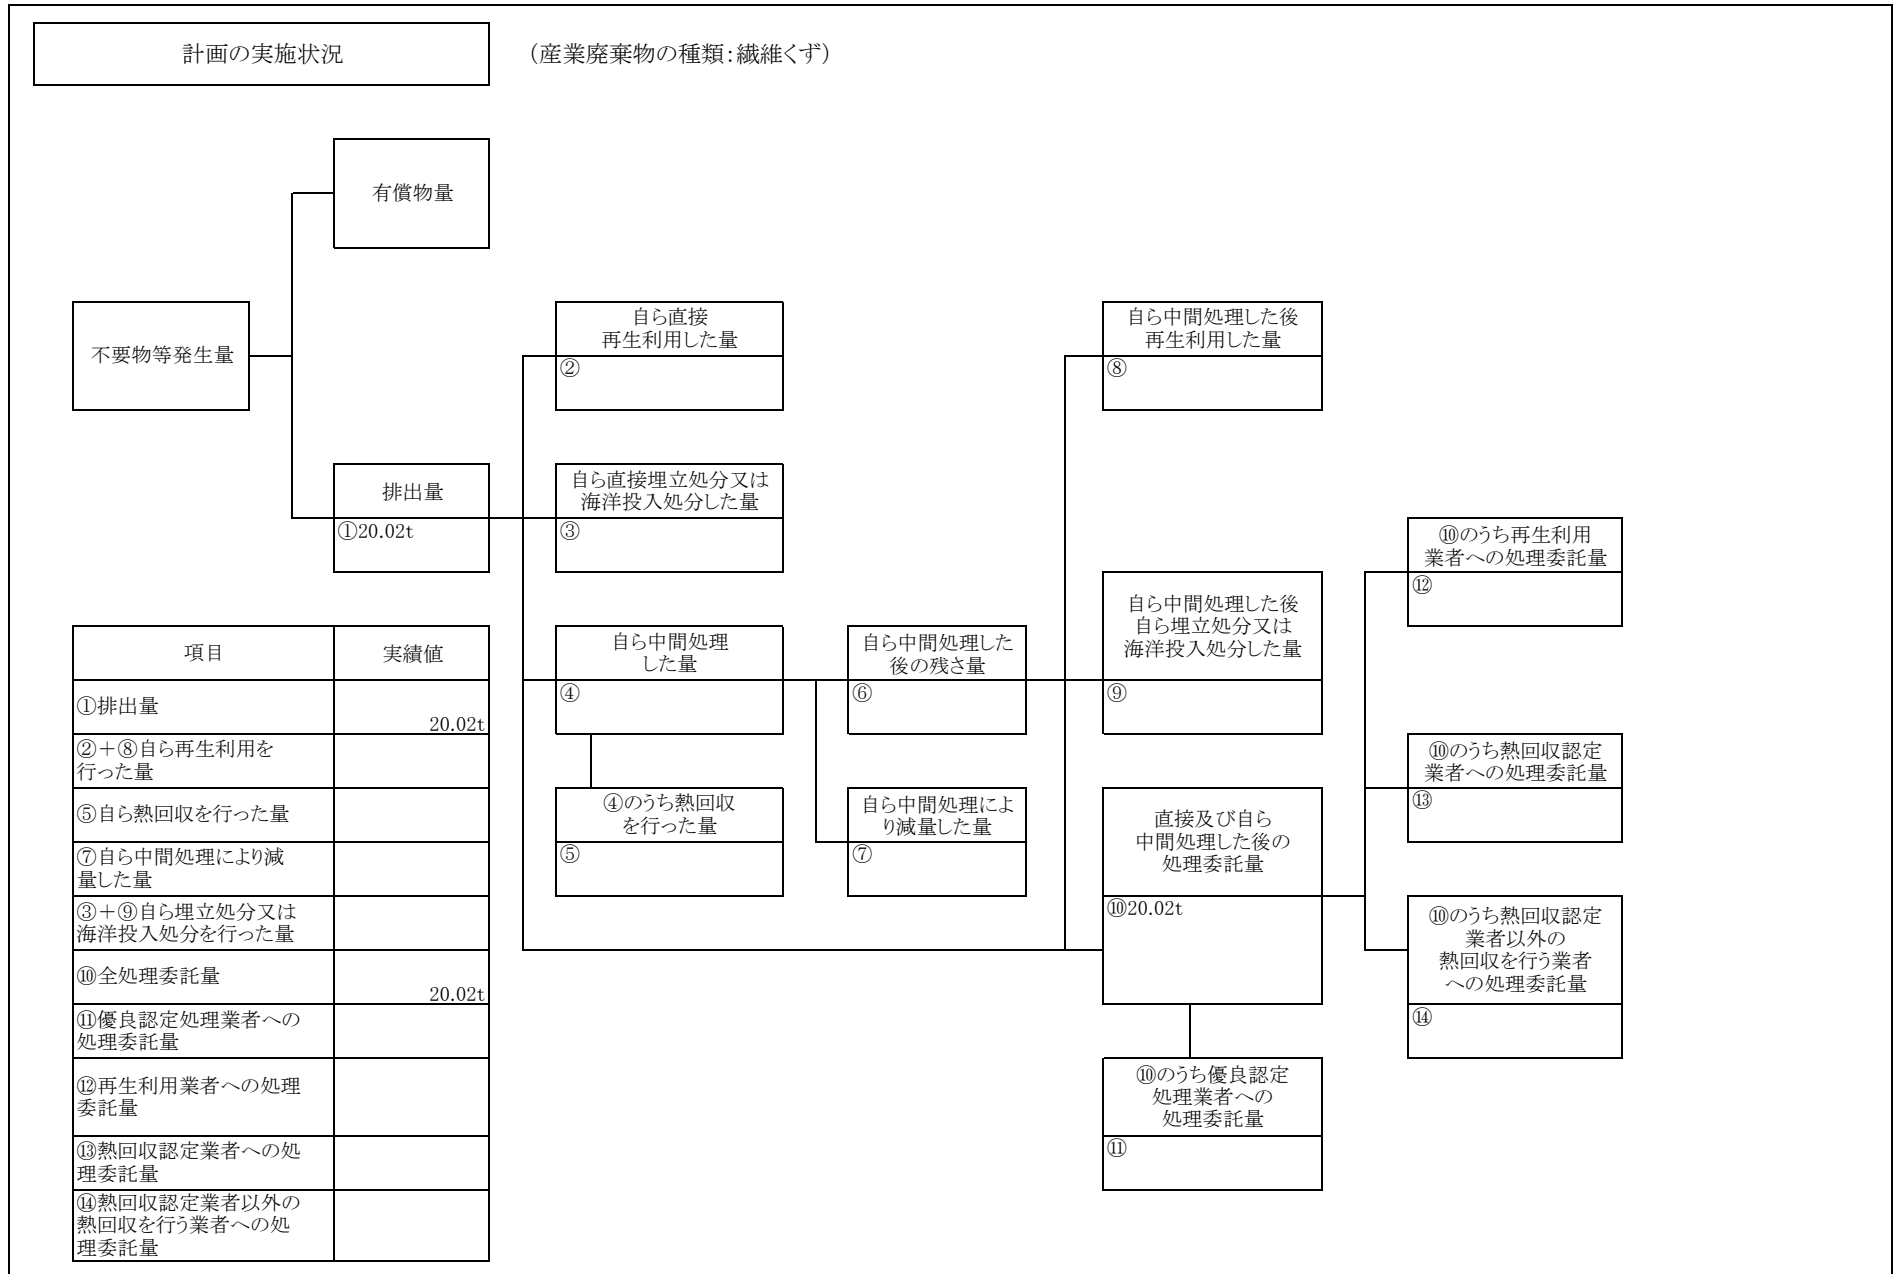 計画の実施状況
（産業廃棄物の種類：繊維くず）
有償物量
不要物等発生量
自ら直接
再生利用した量
②
自ら中間処理した後
再生利用した量
⑧
排出量
①20.02t
自ら直接埋立処分又は
海洋投入処分した量
③
⑩のうち再生利用
業者への処理委託量
⑫
自ら中間処理した後
自ら埋立処分又は
海洋投入処分した量
⑨
自ら中間処理
した量
④
自ら中間処理した
後の残さ量
⑥
⑩のうち熱回収認定
業者への処理委託量
⑬
④のうち熱回収
を行った量
⑤
自ら中間処理によ
り減量した量
⑦
直接及び自ら
中間処理した後の
処理委託量
⑩20.02t
⑩のうち熱回収認定
業者以外の
熱回収を行う業者
への処理委託量
⑭
⑩のうち優良認定
処理業者への
処理委託量
⑪
項目
実績値
①排出量
20.02t
②＋⑧自ら再生利用を
行った量
⑤自ら熱回収を行った量
⑦自ら中間処理により減
量した量
③＋⑨自ら埋立処分又は
海洋投入処分を行った量
⑩全処理委託量
20.02t
⑪優良認定処理業者への
処理委託量
⑫再生利用業者への処理
委託量
⑬熱回収認定業者への処
理委託量
⑭熱回収認定業者以外の
熱回収を行う業者への処
理委託量